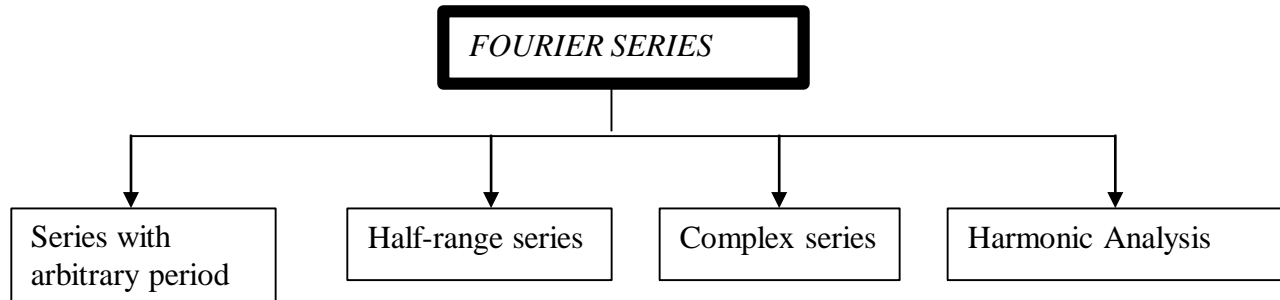 FOURIER SERIES
Series with
arbitrary period
Half-range series
Complex series
Harmonic Analysis